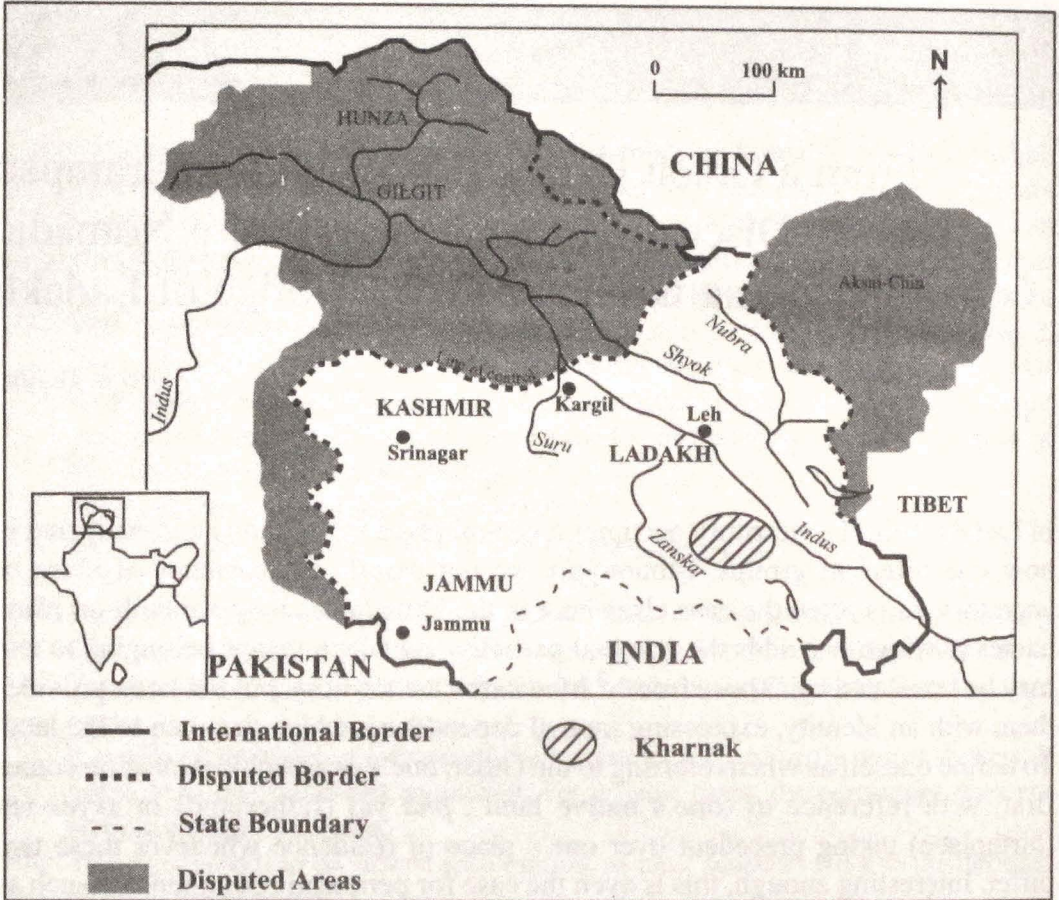 N
0 100 km
CHINA
HUNZA
GILGIT
Aksai-Chin
Nubra
Shyok
Line of control
Indus
KASHMIR
Kargil
Leh
Srinagar
Suru
LADAKH
TIBET
Indus
Zanskar
JAMMU
Jammu
PAKISTAN
INDIA
International Border
Kharnak
Disputed Border
State Boundary
Disputed Areas